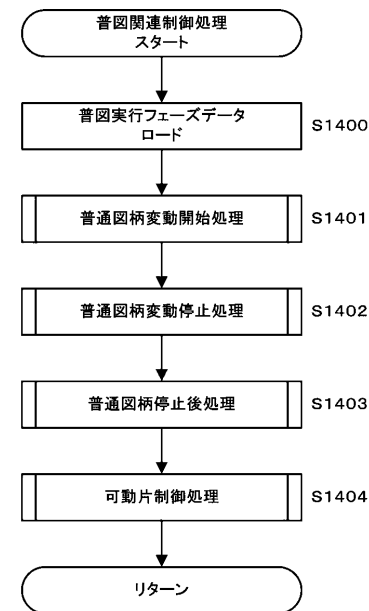 普図関連制御処理
スタート
普図実行フェーズデータ
ロード
S1400
普通図柄変動開始処理
S1401
普通図柄変動停止処理
S1402
普通図柄停止後処理
S1403
可動片制御処理
S1404
リターン